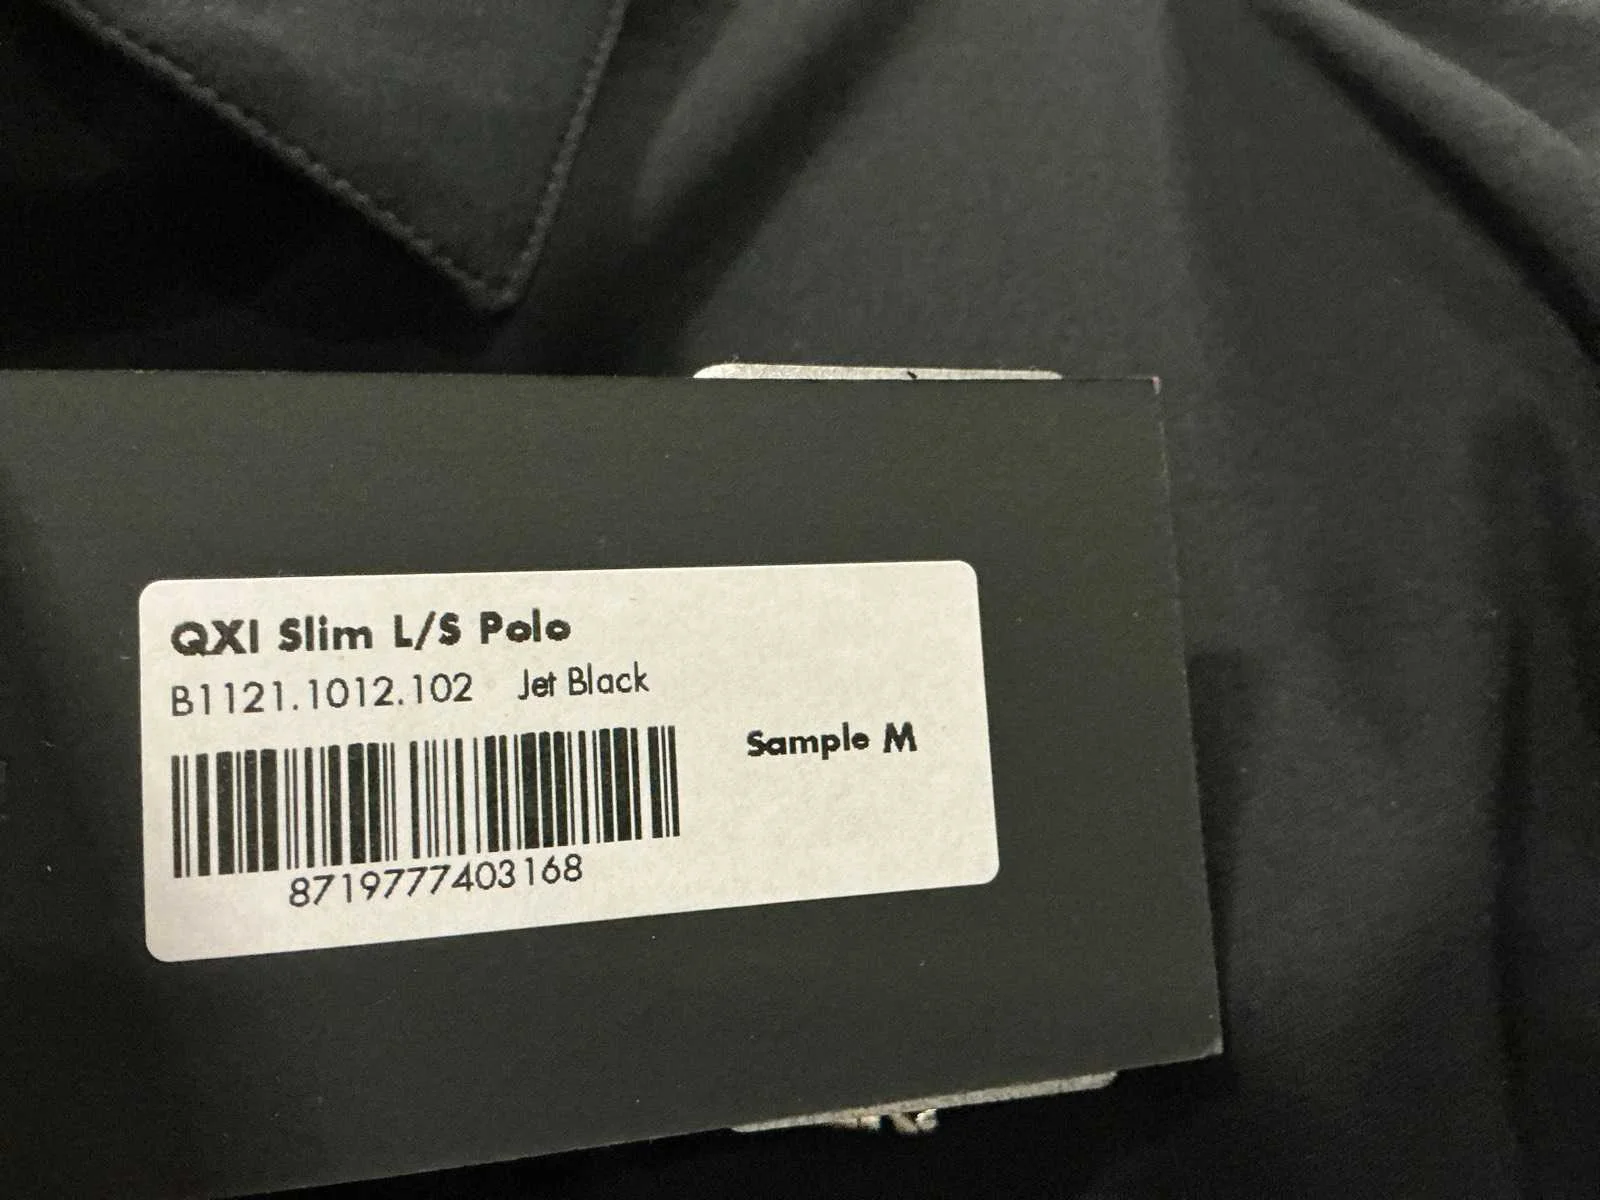 QXI Slim L/S Polo
B1121.1012.102 Jet Black
Sample M
8719777403168